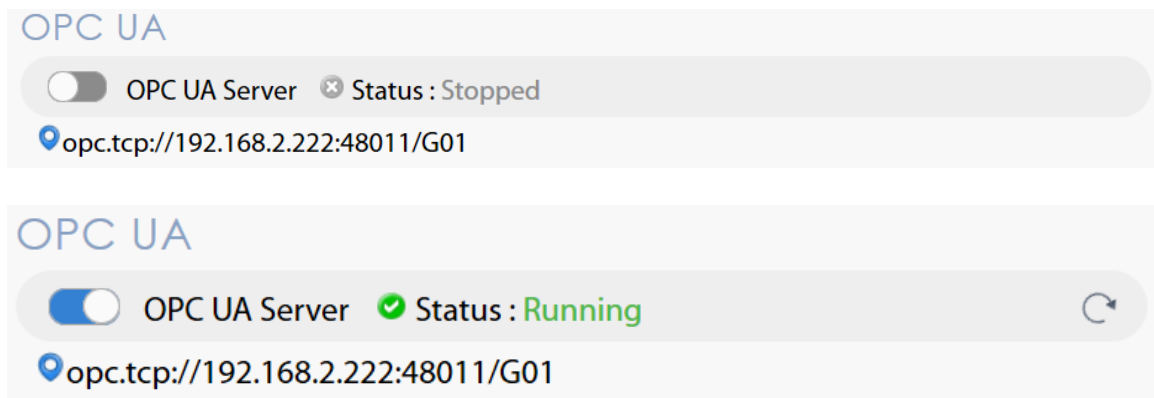 OPC UA
OPC UA Server Status : Stopped
opc.tcp://192.168.2.222:48011/G01
OPC UA
OPC UA Server Status : Running
opc.tcp://192.168.2.222:48011/G01